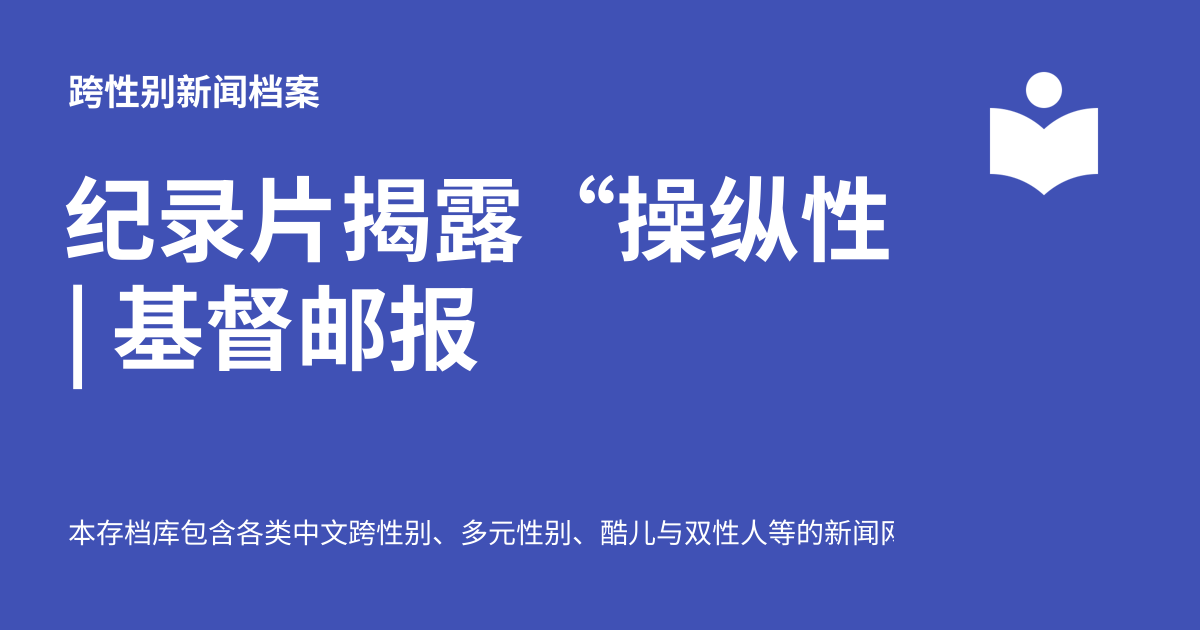 跨性别新闻档案
纪录片揭露“操纵性
| 基督邮报
本存档库包含各类中文跨性别、多元性别、酷儿与双性人等的新闻网